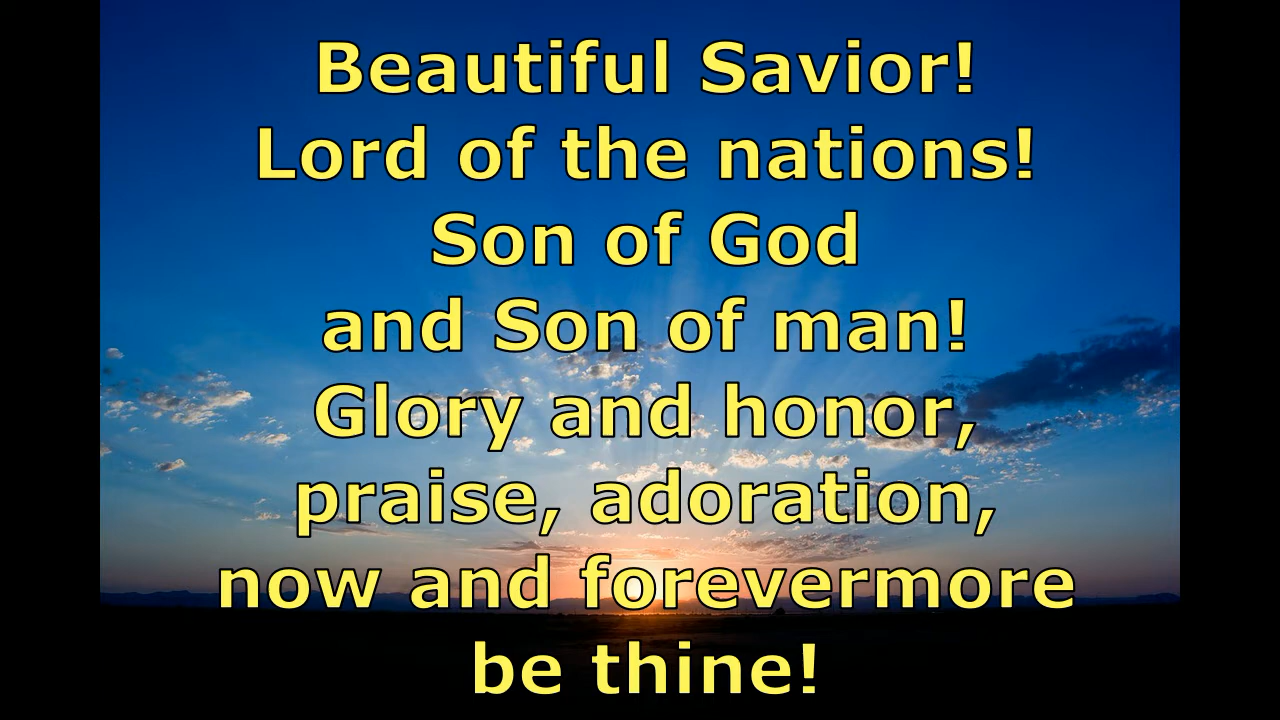 Beautiful Savior!
Lord of the nations!
Son of God
and Son of man!
Glory and honor,
praise, adoration,
now and forevermore
be thine!